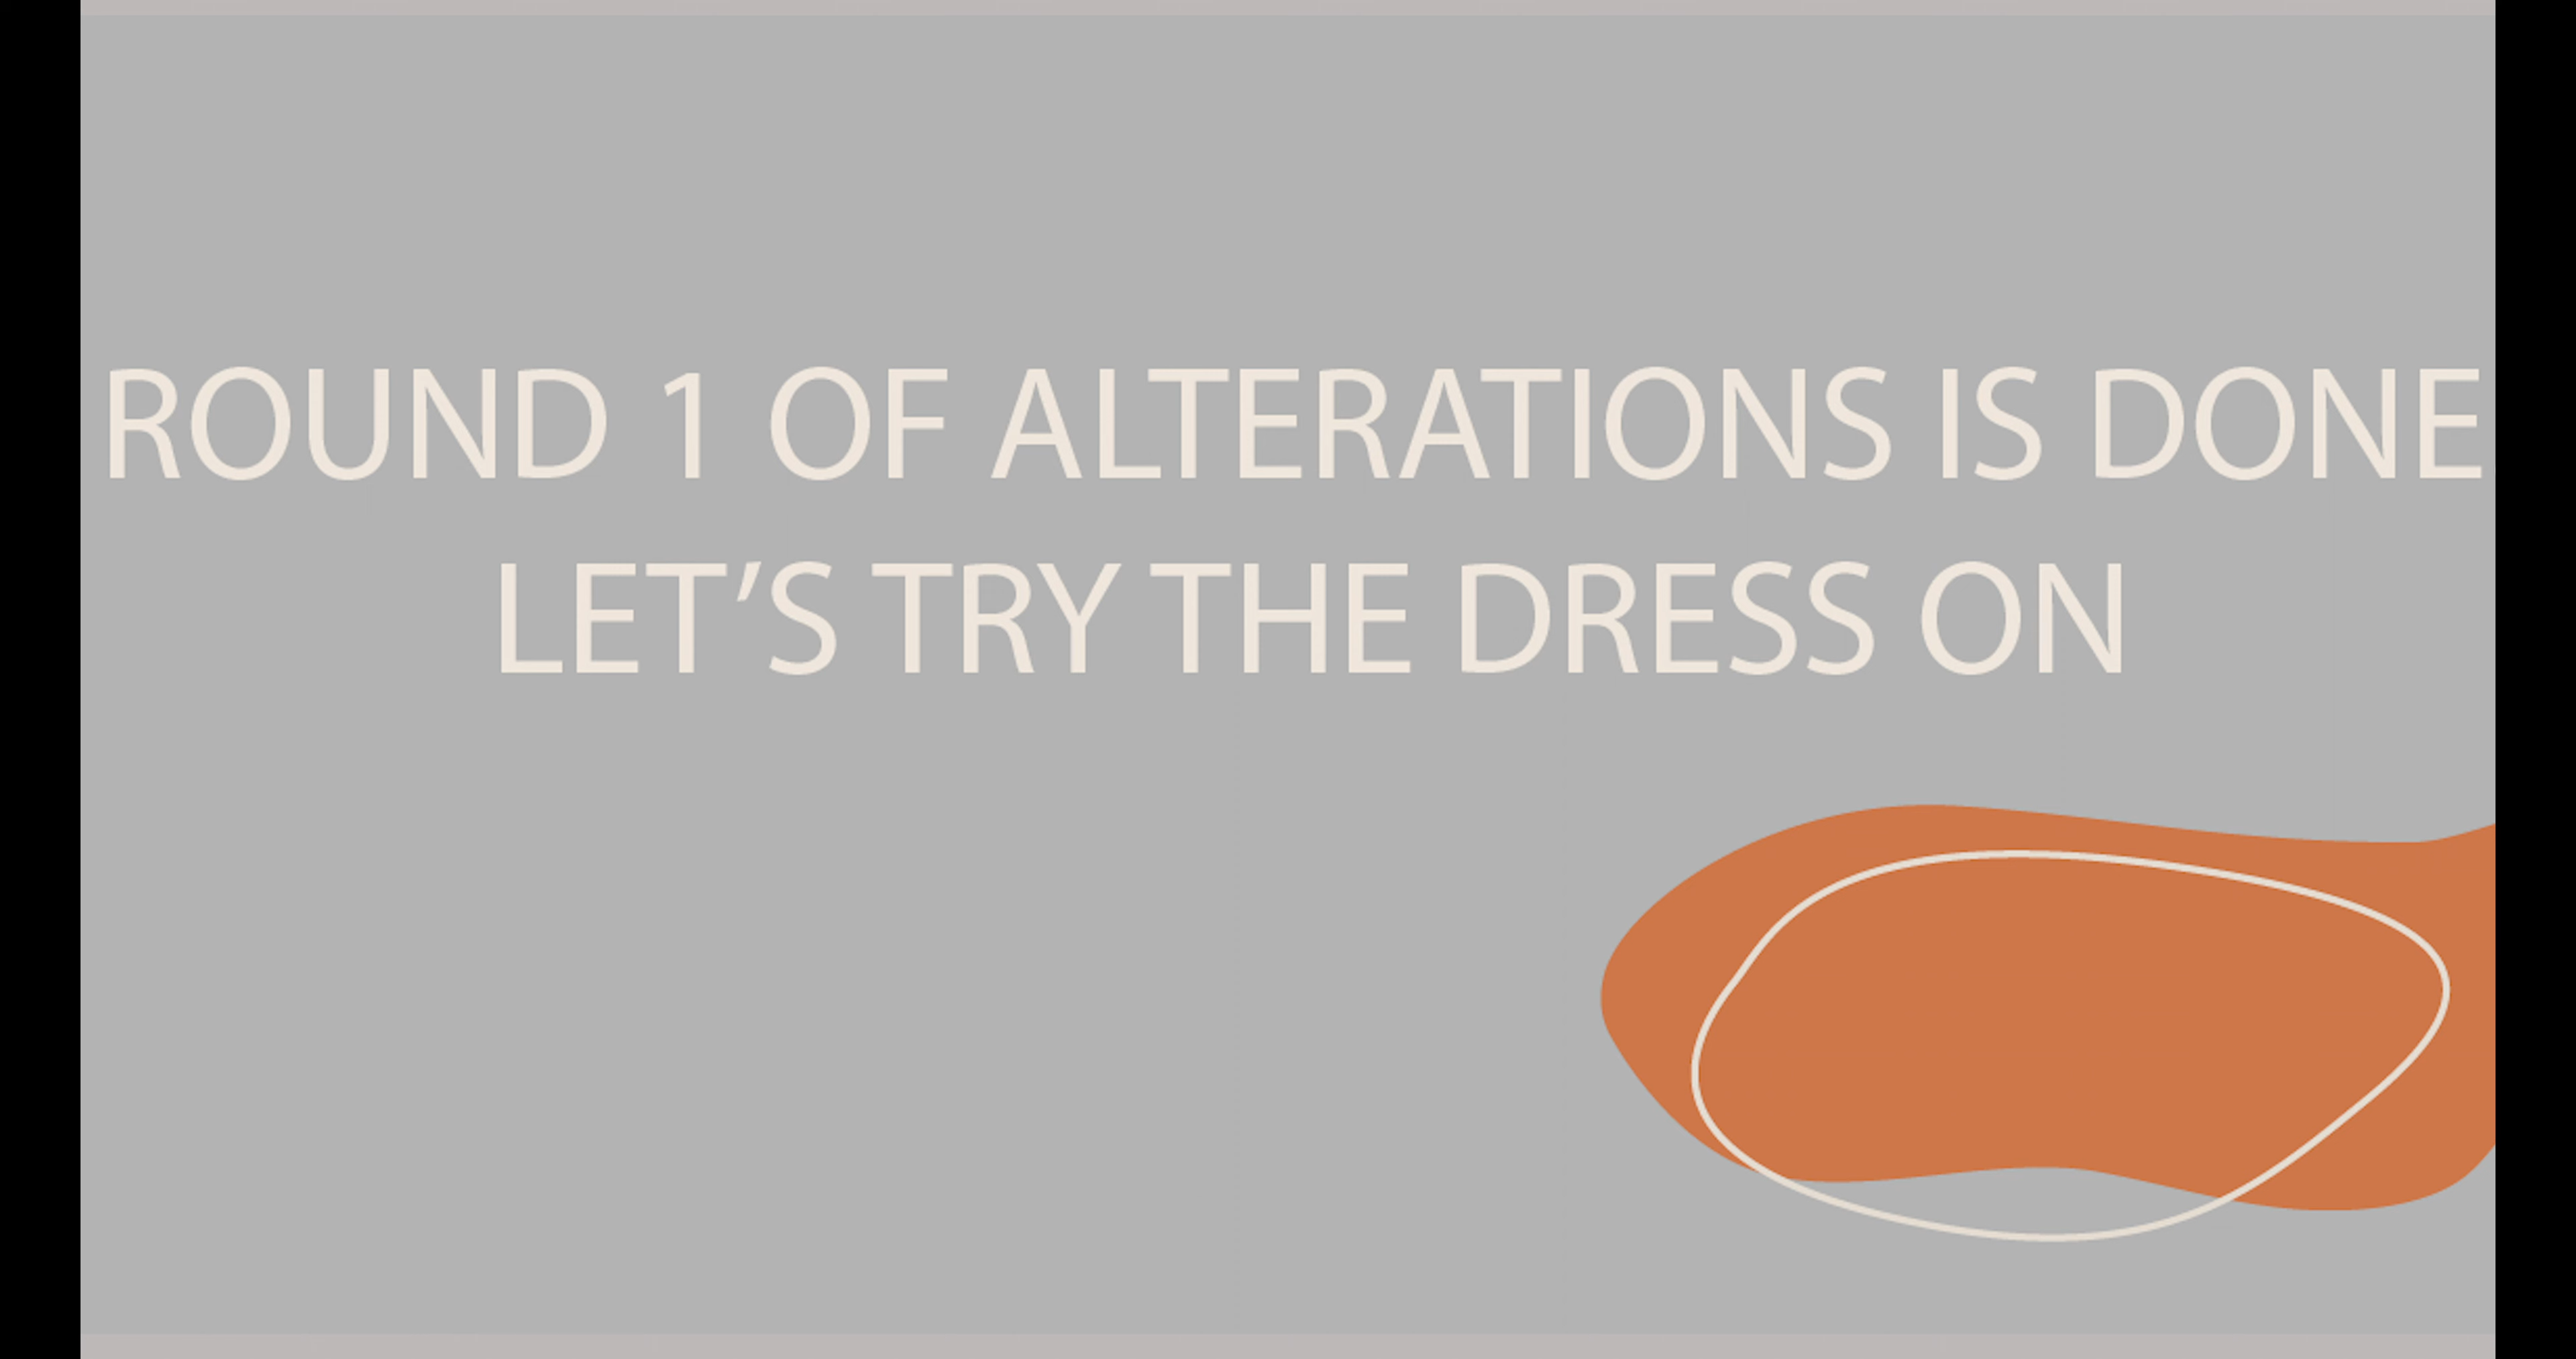 ROUND 1 OF ALTERATIONS IS DONE
LET’S TRY THE DRESS ON